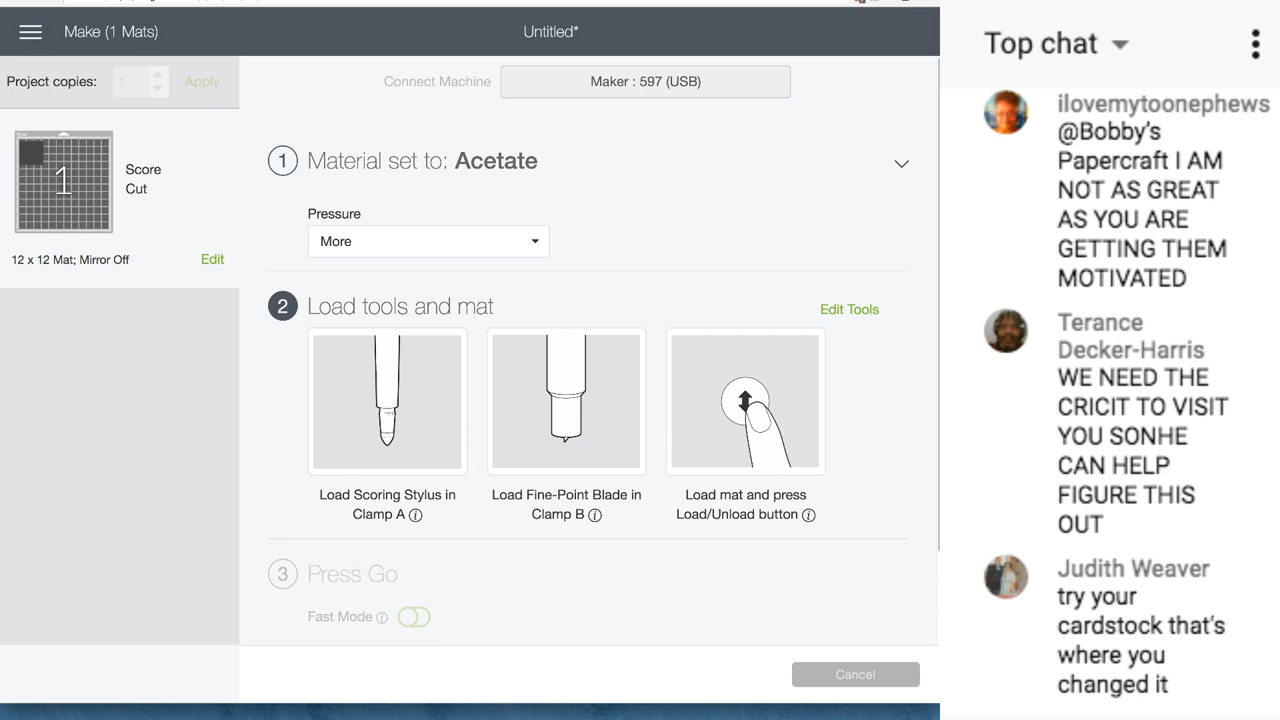 Make (1 Mats)
Untitled*
Project copies: 1 Apply
Connect Machine Maker : 597 (USB)
1
Score
Cut
12 x 12 Mat; Mirror Off Edit
1 Material set to: Acetate
Pressure
More
2 Load tools and mat
Edit Tools
Load Scoring Stylus in
Clamp A
Load Fine-Point Blade in
Clamp B
Load mat and press
Load/Unload button
3 Press Go
Fast Mode
Cancel
Top chat
ilovemytoonephews
@Bobby's
Papercraft I AM
NOT AS GREAT
AS YOU ARE
GETTING THEM
MOTIVATED
Terance
Decker-Harris
WE NEED THE
CRICIT TO VISIT
YOU SONHE
CAN HELP
FIGURE THIS
OUT
Judith Weaver
try your
cardstock that's
where you
changed it